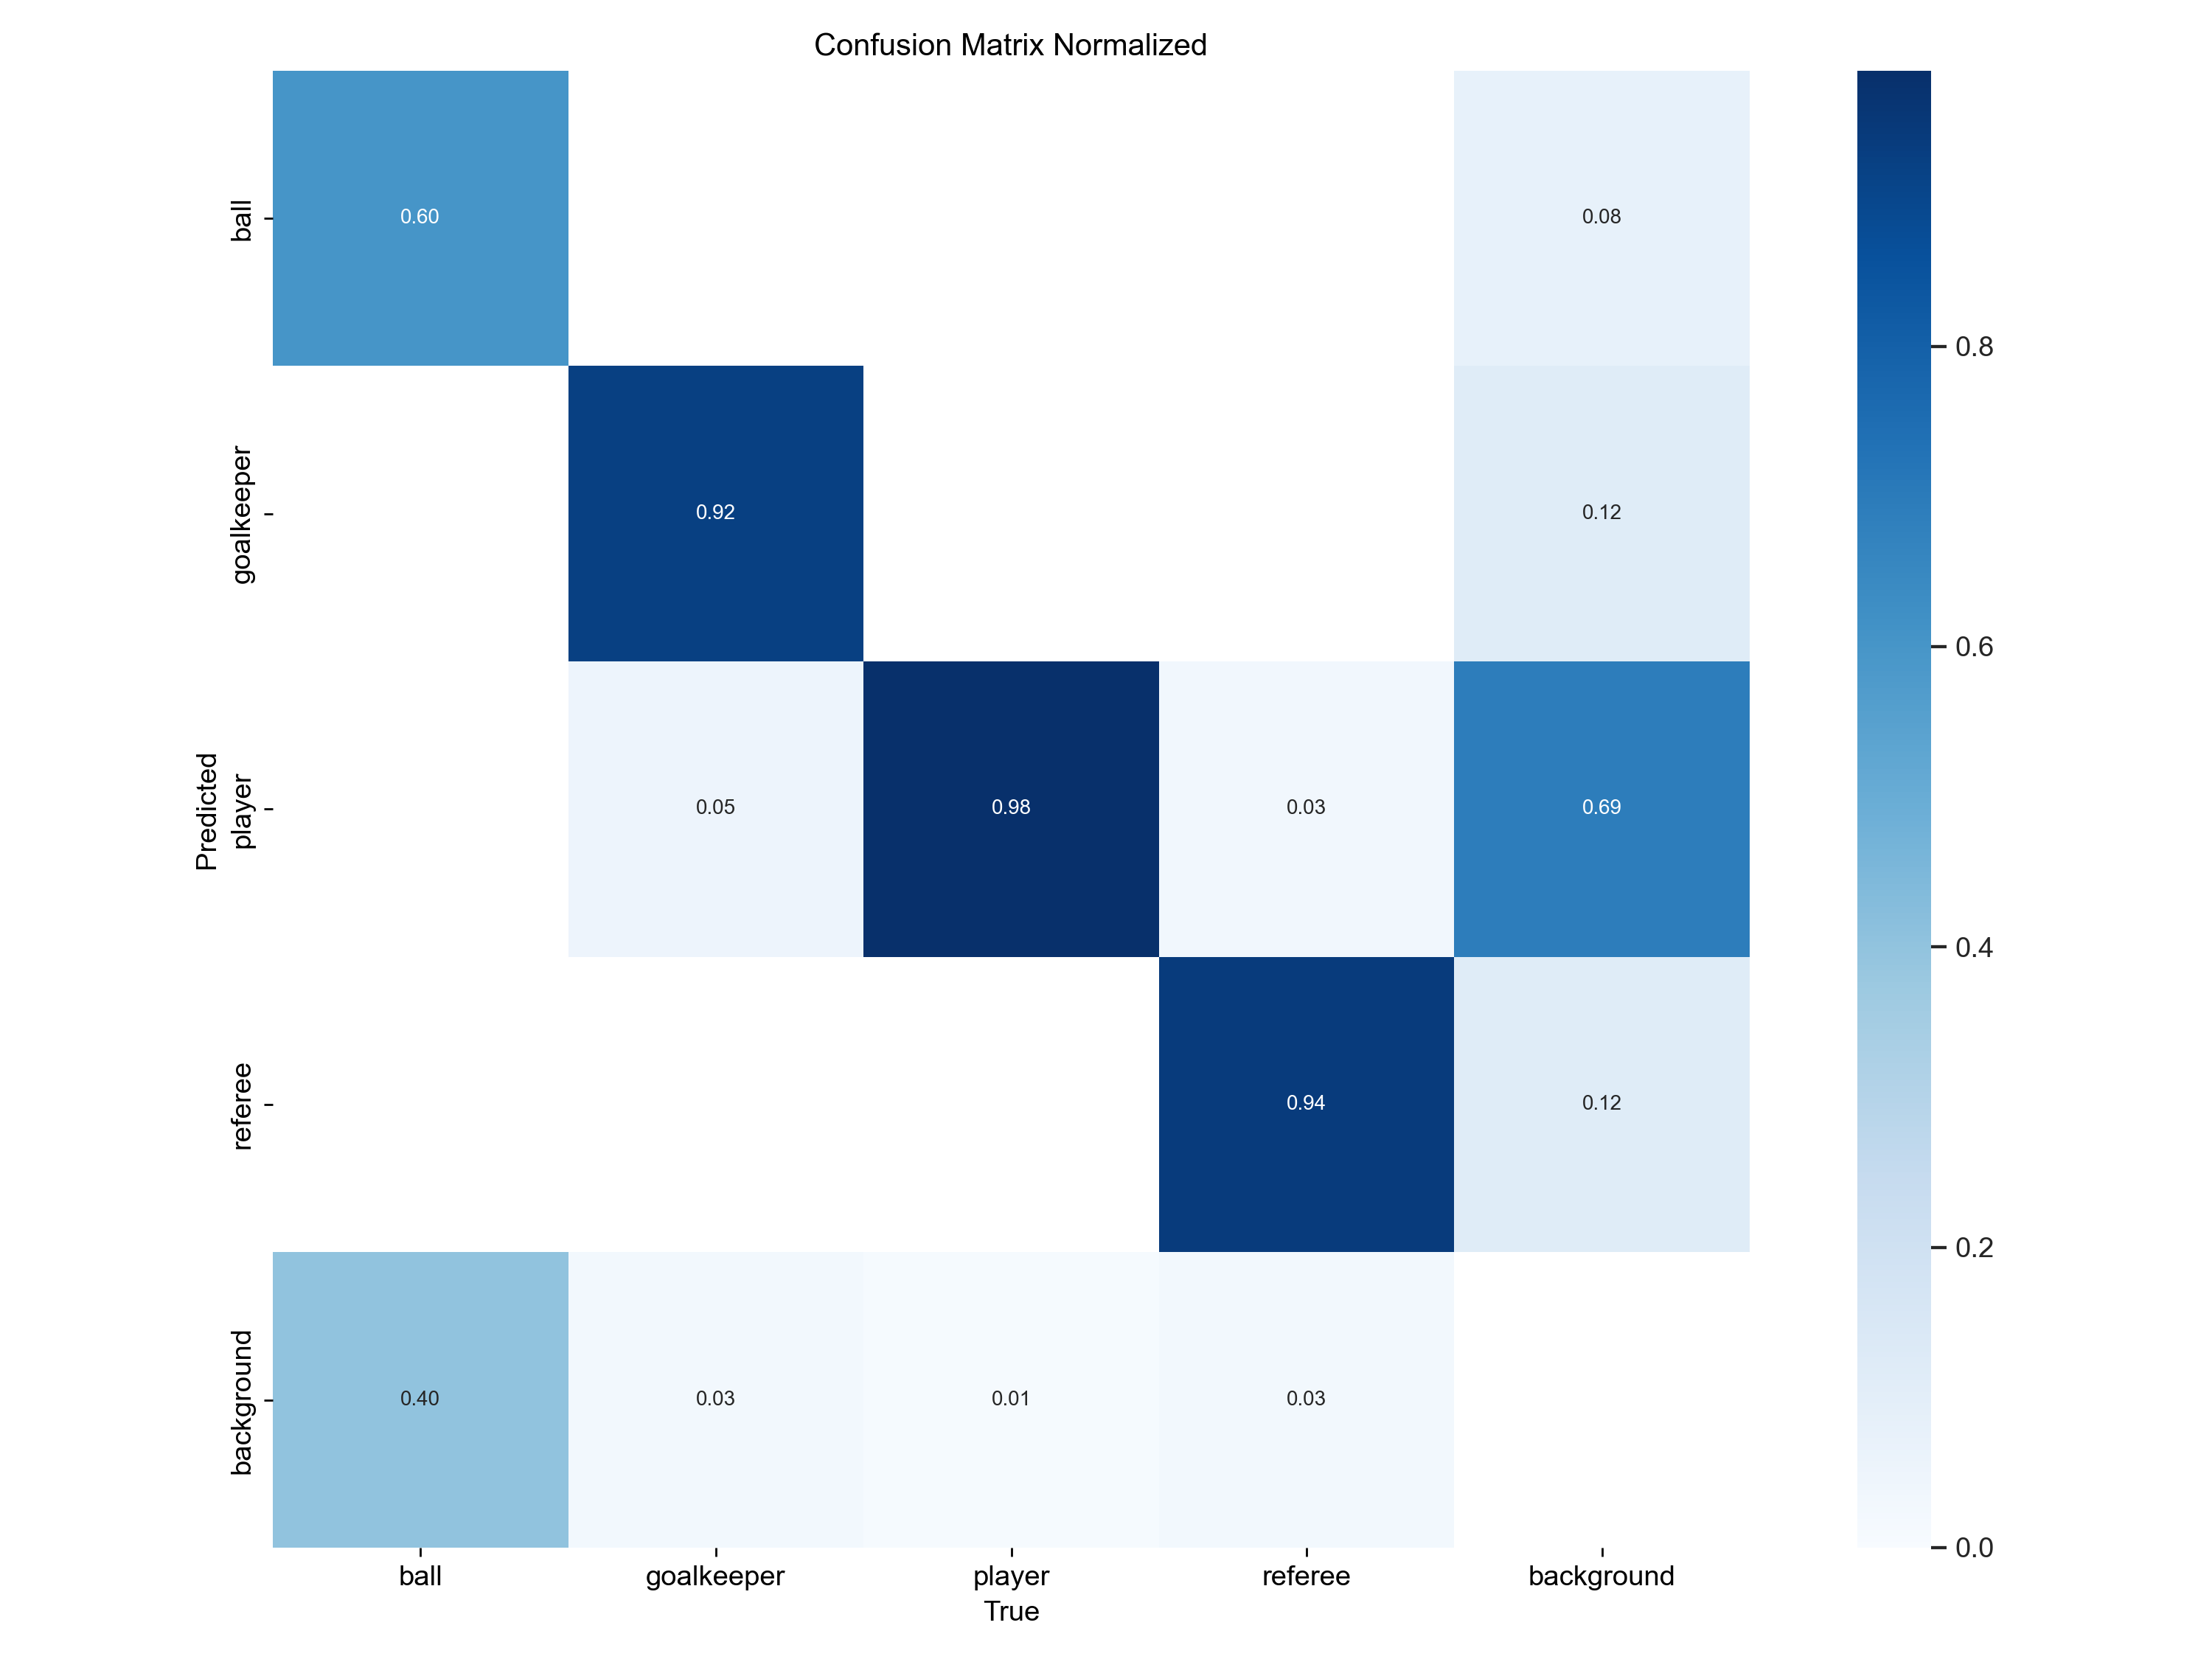 Confusion Matrix Normalized
ball
0.60
0.08
0.8
goalkeeper
0.92
0.12
0.6
Predicted
player
0.05
0.98
0.03
0.69
0.4
referee
0.94
0.12
0.2
background
0.40
0.03
0.01
0.03
0.0
ball
goalkeeper
player
referee
background
True